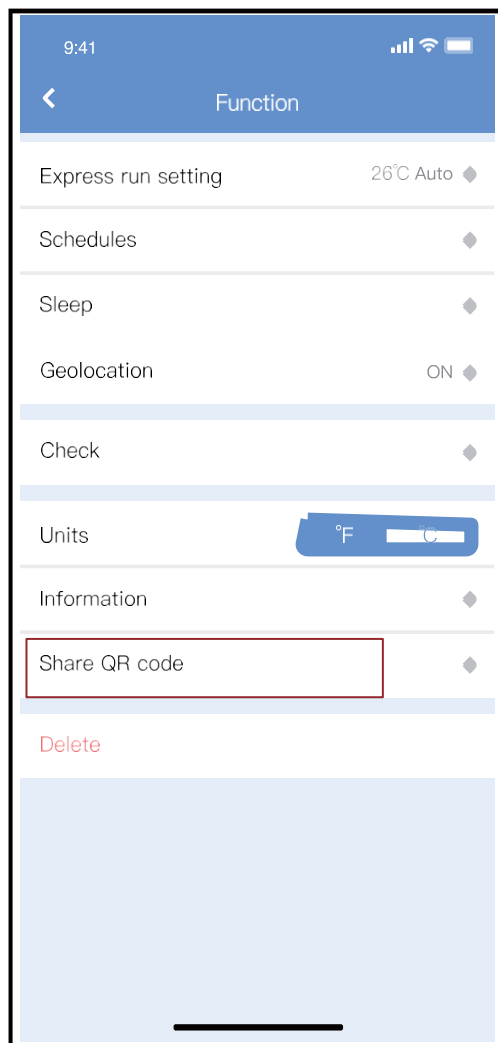 9:41
Function
Express run setting 26°C Auto
Schedules
Sleep
Geolocation ON
Check
Units °F °C
Information
Share QR code
Delete